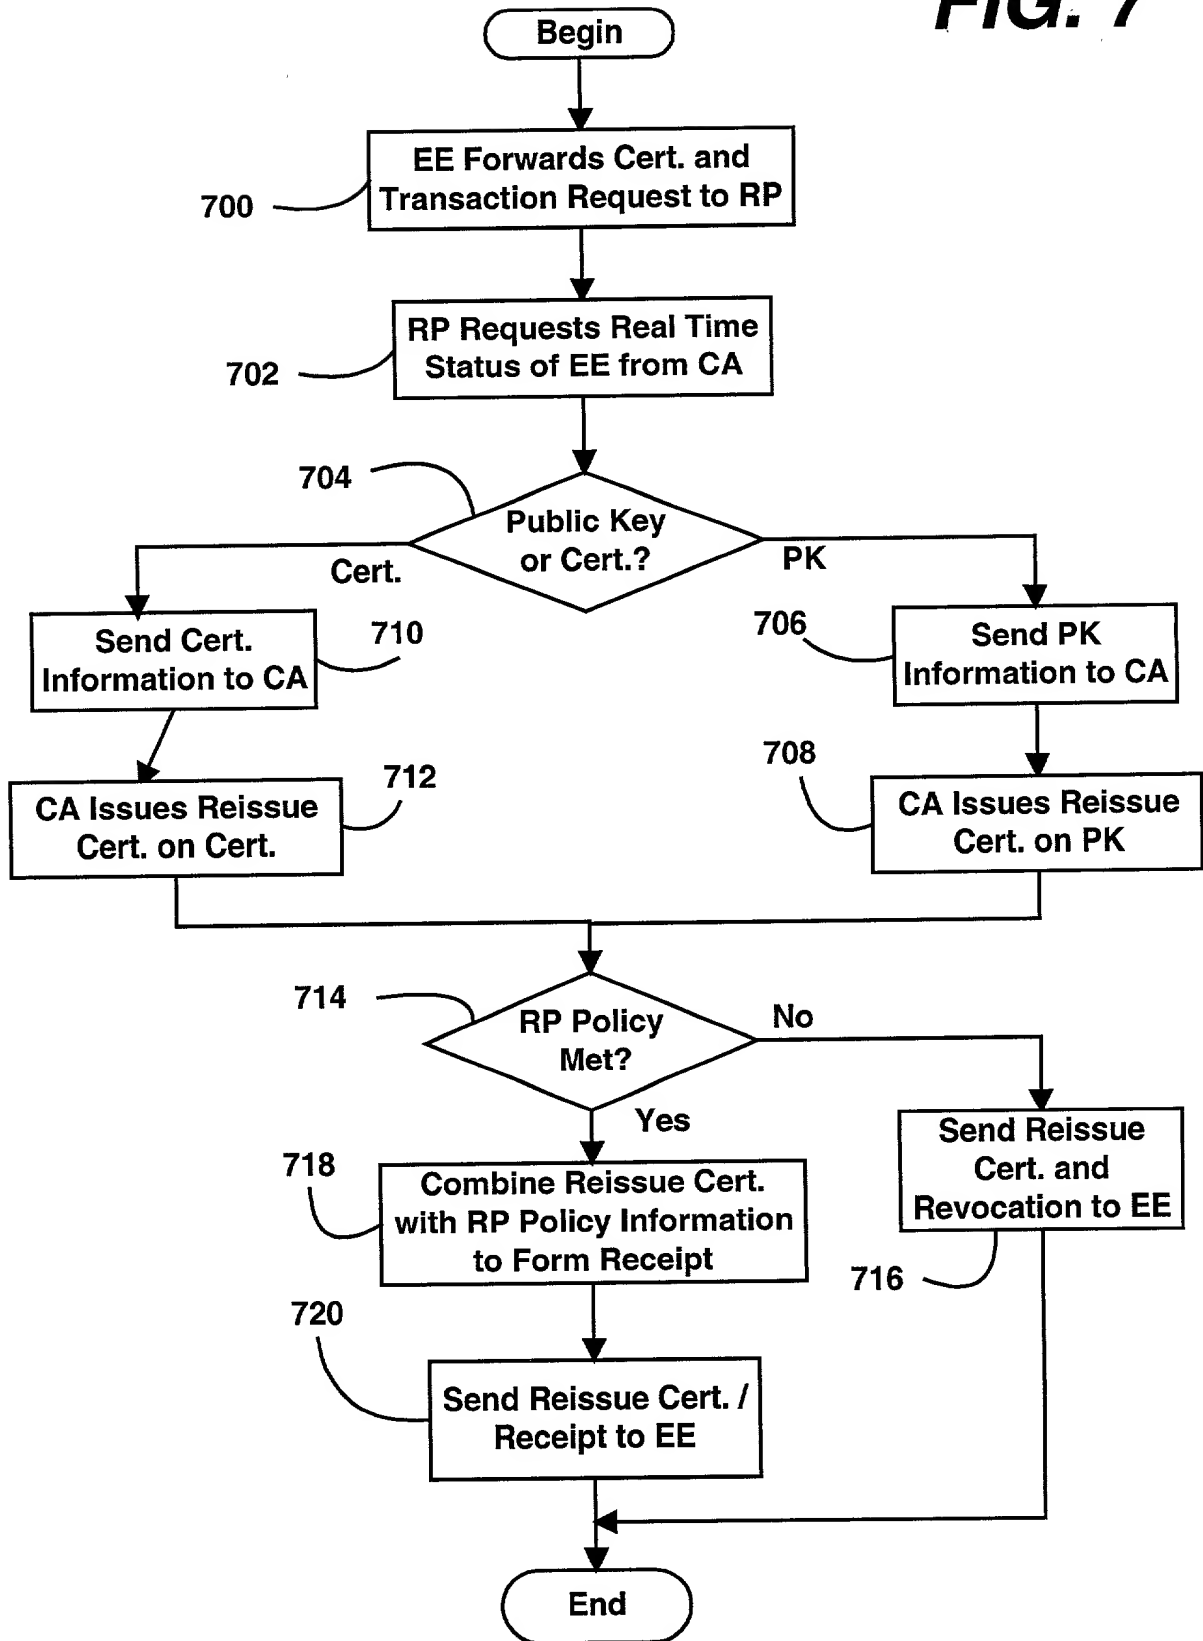 FIG. 7
Begin
EE Forwards Cert. and
Transaction Request to RP
700
RP Requests Real Time
Status of EE from CA
702
704
Public Key
or Cert.?
Cert.
PK
Send Cert.
Information to CA
710
706
Send PK
Information to CA
CA Issues Reissue
Cert. on Cert.
712
708
CA Issues Reissue
Cert. on PK
714
RP Policy
Met?
No
Yes
Send Reissue
Cert. and
Revocation to EE
716
718
Combine Reissue Cert.
with RP Policy Information
to Form Receipt
720
Send Reissue Cert. /
Receipt to EE
End